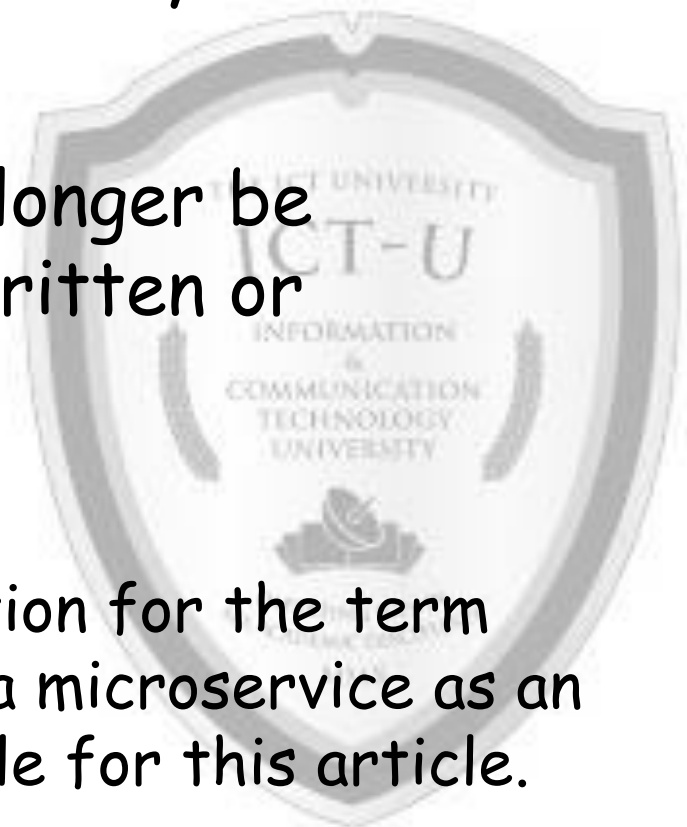 longer be
THE ICT UNIVERSITY
ICT-U
ritten or
INFORMATION
&
COMMUNICATION
TECHNOLOGY
UNIVERSITY
tion for the term
a microservice as an
le for this article.